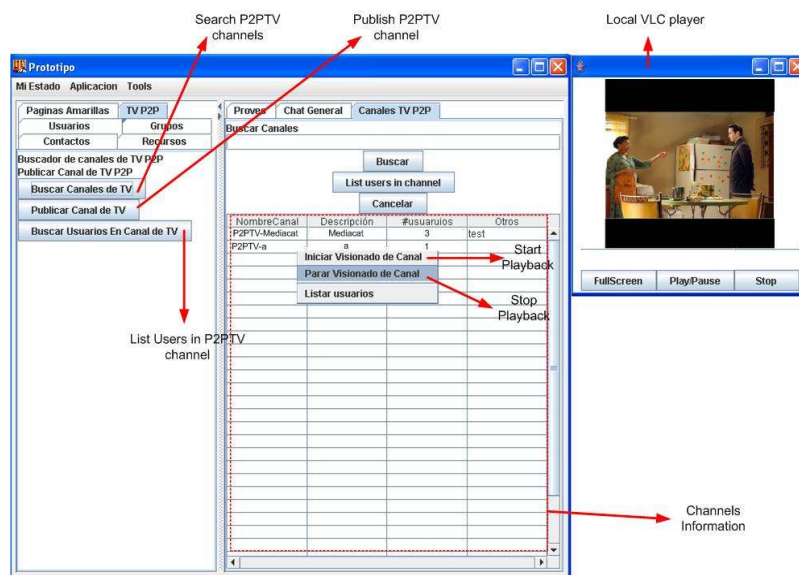 Search P2PTV
channels
Publish P2PTV
channel
Local VLC player
Prototipo
Mi Estado Aplicacion Tools
Paginas Amarillas TV P2P
Usuarios Grupos
Contactos Recursos
Buscador de canales de TV P2P
Publicar Canal de TV P2P
Buscar Canales de TV
Publicar Canal de TV
Buscar Usuarios En Canal de TV
List Users in P2PTV
channel
Proves Chat General Canales TV P2P
Buscar Canales
Buscar
List users in channel
Cancelar
NombreCanal Descripción #usuaruios Otros
P2PTV-Mediacat Mediacat 3 test
P2PTV-a a 1
Iniciar Visionado de Canal
Parar Visionado de Canal
Listar usuarios
Start
Playback
Stop
Playback
FullScreen Play/Pause Stop
Channels
Information